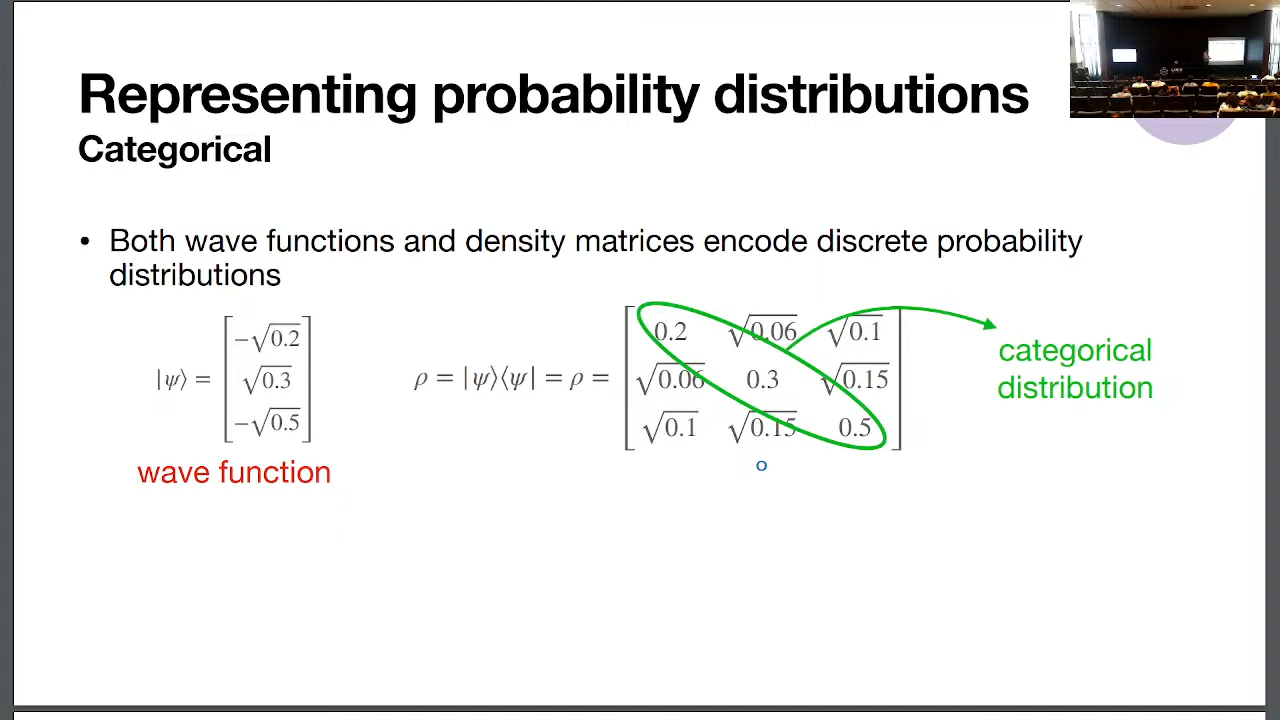 Representing probability distributions
Categorical
• Both wave functions and density matrices encode discrete probability
distributions
|ψ⟩ = [−√0.2 √0.3 −√0.5]
wave function
ρ = |ψ⟩⟨ψ| = ρ =
0.2 √0.06 √0.1
√0.06 0.3 √0.15
√0.1 √0.15 0.5
categorical
distribution